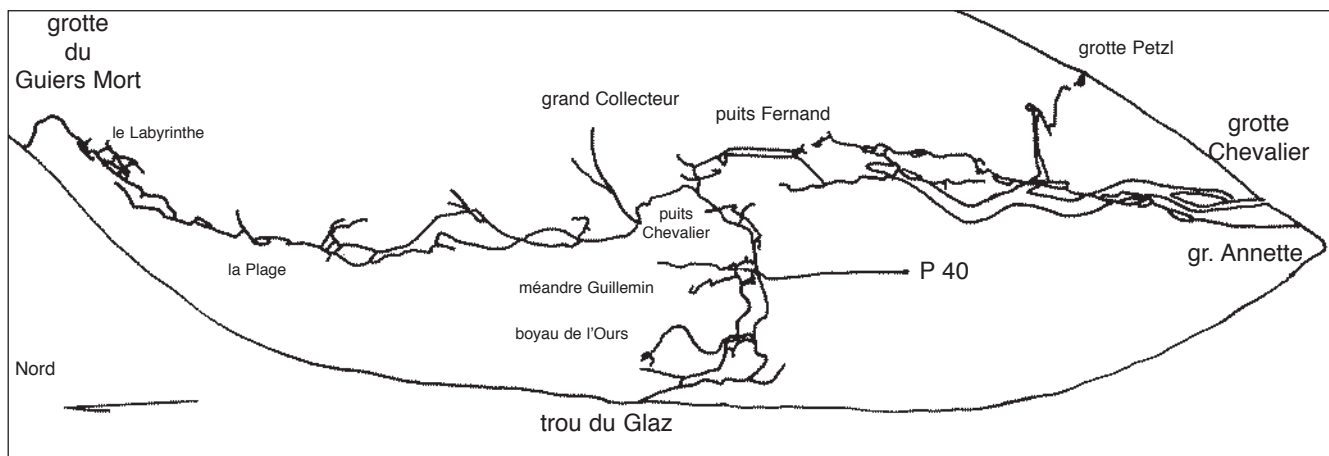 grotte
du
Guiers Mort
le Labyrinthe
la Plage
grand Collecteur
puits Fernand
grotte Petzl
grotte
Chevalier
puits
Chevalier
gr. Annette
méandre Guillemin
P 40
boyau de l'Ours
Nord
trou du Glaz